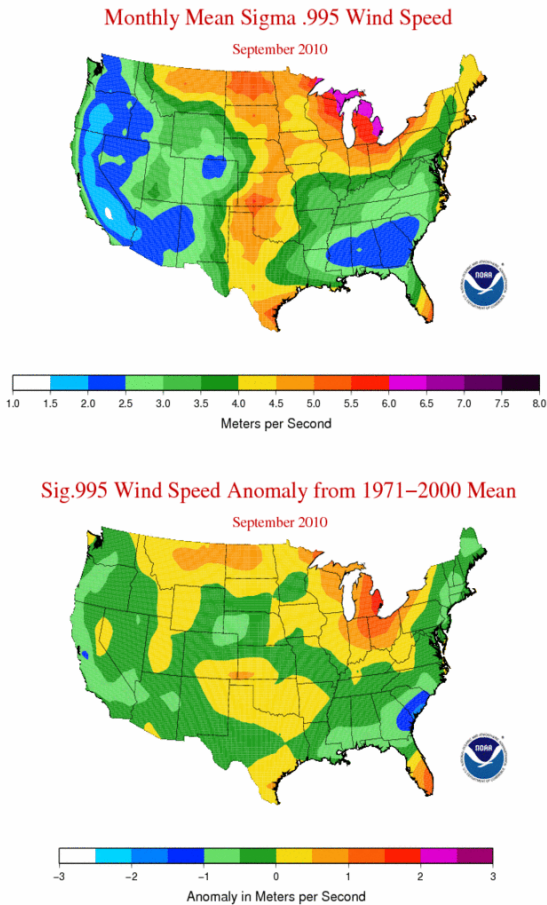 Monthly Mean Sigma .995 Wind Speed
September 2010
NOAA
1.0 1.5 2.0 2.5 3.0 3.5 4.0 4.5 5.0 5.5 6.0 6.5 7.0 7.5 8.0
Meters per Second
Sig.995 Wind Speed Anomaly from 1971−2000 Mean
September 2010
NOAA
−3 −2 −1 0 1 2 3
Anomaly in Meters per Second